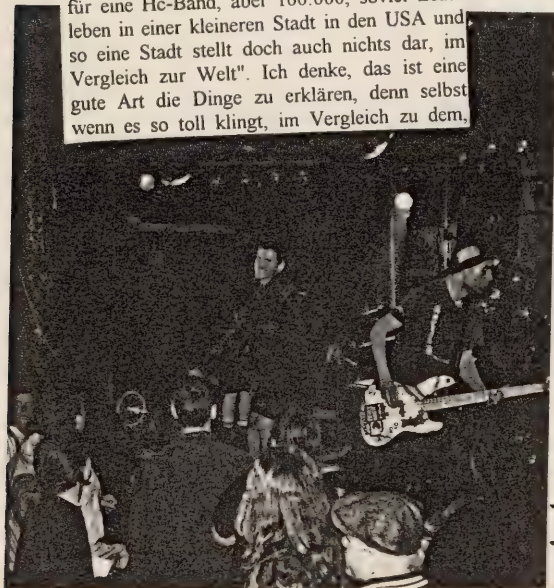 für eine Hc-Band, aber 100.000, soviel
leben in einer kleineren Stadt in den USA und
so eine Stadt stellt doch auch nichts dar, im
Vergleich zur Welt". Ich denke, das ist eine
gute Art die Dinge zu erklären, denn selbst
wenn es so toll klingt, im Vergleich zu dem,